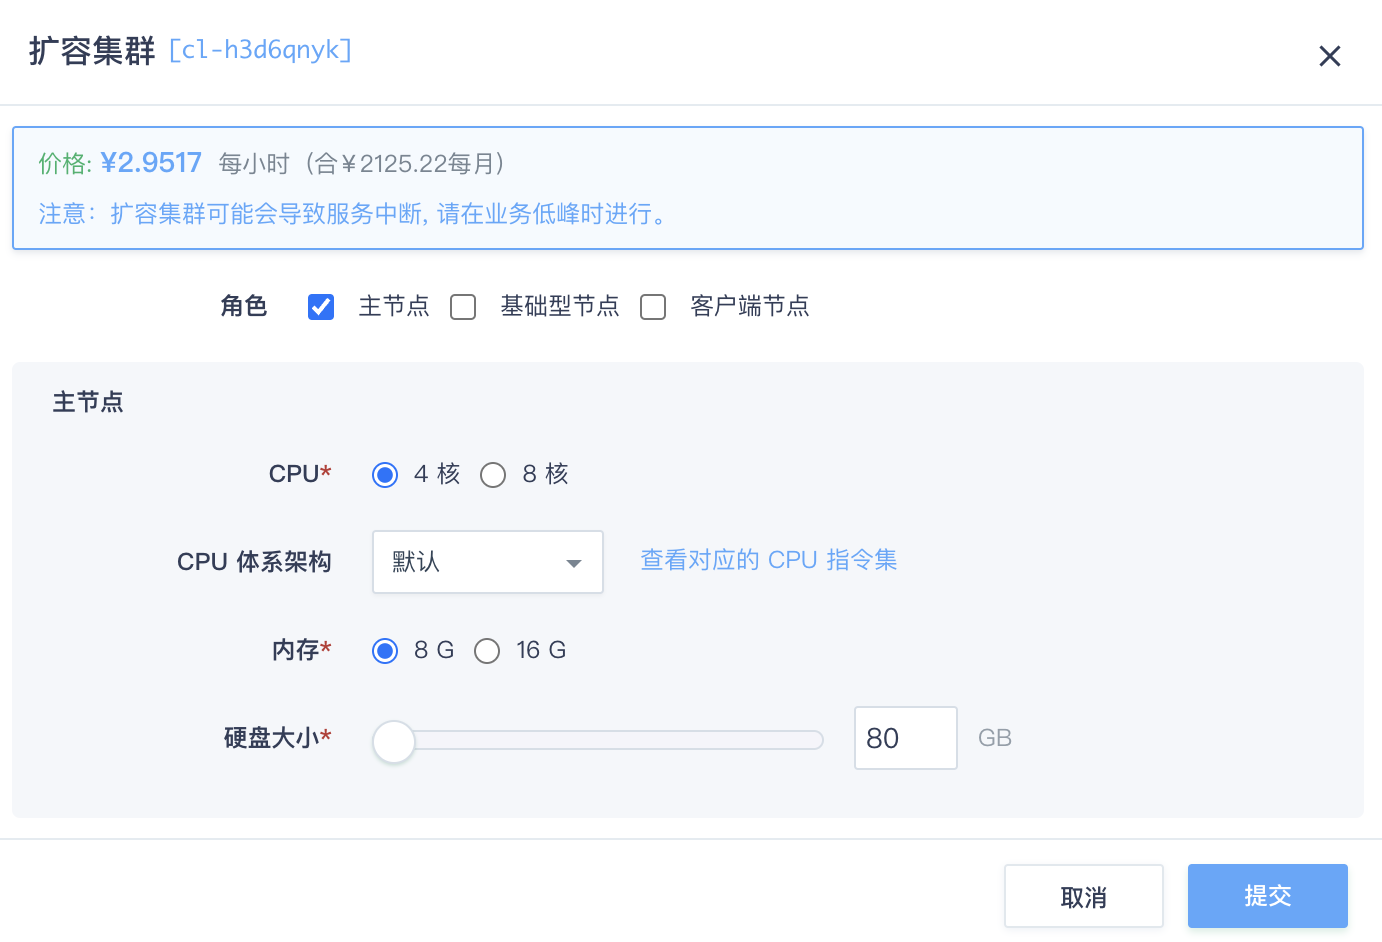 扩容集群 [cl-h3d6qnyk]
价格: ¥2.9517 每小时（合¥2125.22每月）
注意：扩容集群可能会导致服务中断, 请在业务低峰时进行。
角色 主节点 基础型节点 客户端节点
主节点
CPU* 4 核 8 核
CPU 体系架构 默认 查看对应的 CPU 指令集
内存* 8 G 16 G
硬盘大小* 80 GB
取消 提交